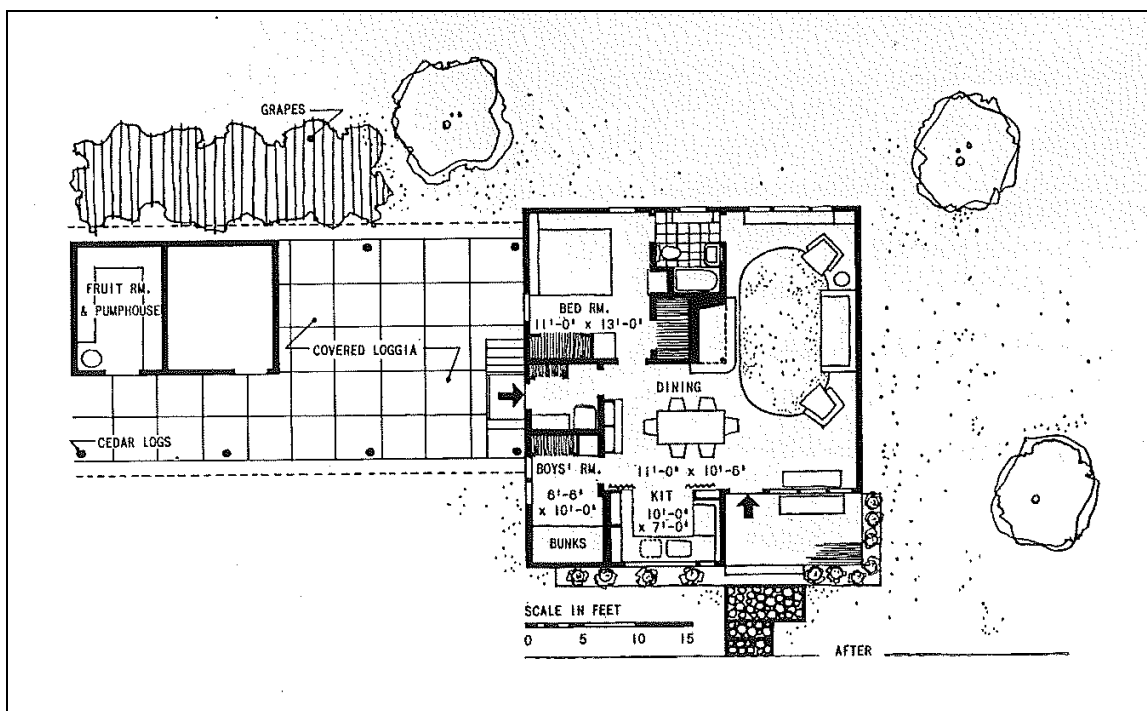 GRAPES
FRUIT RM.
& PUMPHOUSE
BED RM.
11'-0" x 13'-0"
COVERED LOGGIA
DINING
CEDAR LOGS
BOYS' RM.
11'-0" x 10'-6"
6'-6"
x 10'-0"
KIT
10'-0"
x 7'-0"
BUNKS
SCALE IN FEET
0 5 10 15
AFTER